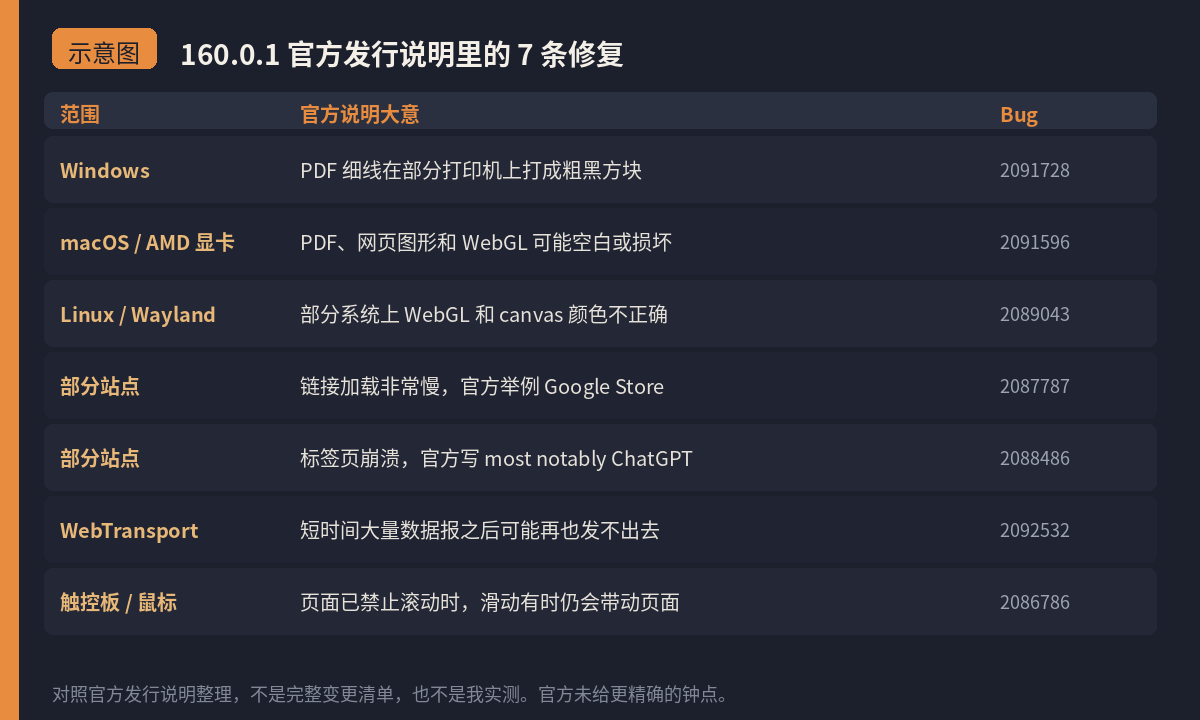 示意图 160.0.1 官方发行说明里的 7 条修复
范围 官方说明大意 Bug
Windows PDF 细线在部分打印机上打成粗黑方块 2091728
macOS / AMD 显卡 PDF、网页图形和 WebGL 可能空白或损坏 2091596
Linux / Wayland 部分系统上 WebGL 和 canvas 颜色不正确 2089043
部分站点 链接加载非常慢，官方举例 Google Store 2087787
部分站点 标签页崩溃，官方写 most notably ChatGPT 2088486
WebTransport 短时间大量数据报之后可能再也发不出去 2092532
触控板 / 鼠标 页面已禁止滚动时，滑动有时仍会带动页面 2086786
对照官方发行说明整理，不是完整变更清单，也不是我实测。官方未给更精确的钟点。